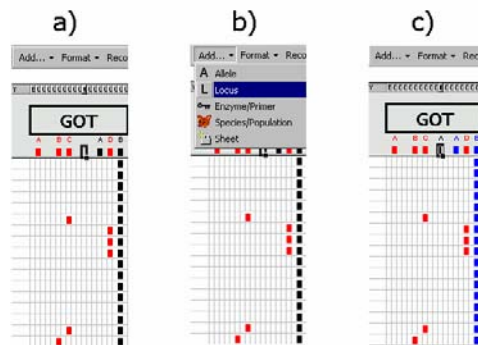 a) b) c)
Add... Format Reco
Add... Format Reco
Add... Format Reco
A Allele
L Locus
Enzyme/Primer
Species/Population
Sheet
GOT
GOT
A B C A D B
A B C A A D B